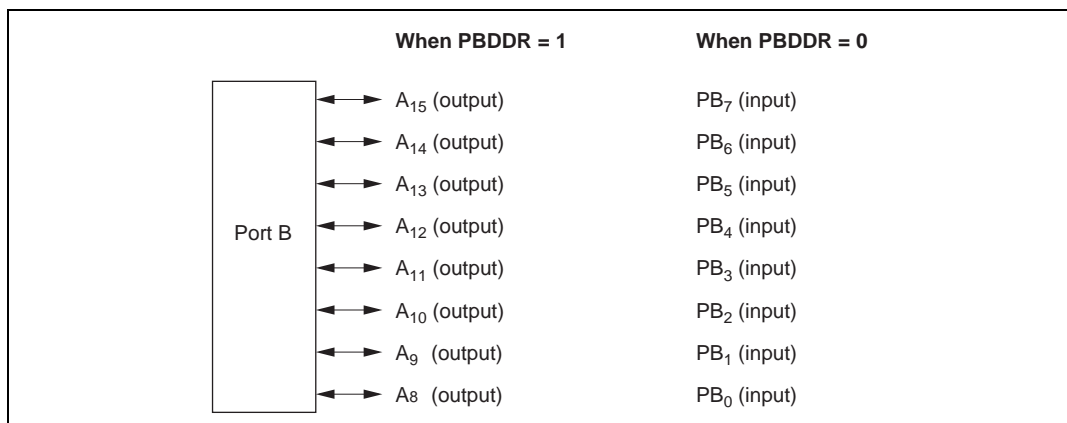 When PBDDR = 1 When PBDDR = 0
A15 (output) PB7 (input)
A14 (output) PB6 (input)
A13 (output) PB5 (input)
Port B A12 (output) PB4 (input)
A11 (output) PB3 (input)
A10 (output) PB2 (input)
A9 (output) PB1 (input)
A8 (output) PB0 (input)